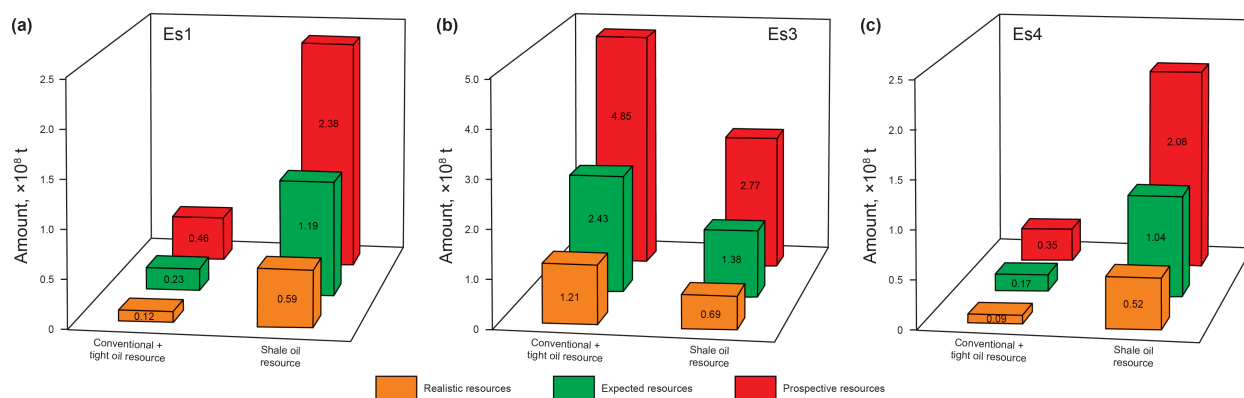 (a)
Es1
Amount, ×10⁸ t
2.5
2.0
1.5
1.0
0.5
0
0.46
0.23
0.12
2.38
1.19
0.59
Conventional +
tight oil resource
Shale oil
resource
(b)
Es3
Amount, ×10⁸ t
5.0
4.0
3.0
2.0
1.0
0
4.85
2.43
1.21
2.77
1.38
0.69
Conventional +
tight oil resource
Shale oil
resource
(c)
Es4
Amount, ×10⁸ t
2.5
2.0
1.5
1.0
0.5
0
0.35
0.17
0.09
2.08
1.04
0.52
Conventional +
tight oil resource
Shale oil
resource
Realistic resources
Expected resources
Prospective resources